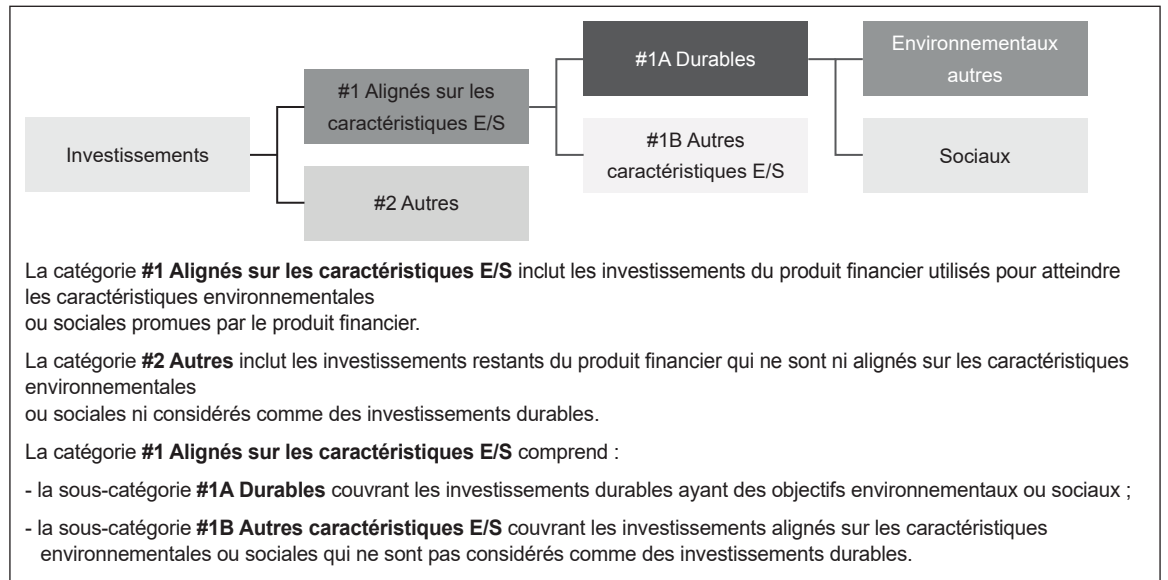 Investissements
#1 Alignés sur les
caractéristiques E/S
#2 Autres
#1A Durables
#1B Autres
caractéristiques E/S
Environnementaux
autres
Sociaux
La catégorie #1 Alignés sur les caractéristiques E/S inclut les investissements du produit financier utilisés pour atteindre
les caractéristiques environnementales
ou sociales promues par le produit financier.
La catégorie #2 Autres inclut les investissements restants du produit financier qui ne sont ni alignés sur les caractéristiques
environnementales
ou sociales ni considérés comme des investissements durables.
La catégorie #1 Alignés sur les caractéristiques E/S comprend :
- la sous-catégorie #1A Durables couvrant les investissements durables ayant des objectifs environnementaux ou sociaux ;
- la sous-catégorie #1B Autres caractéristiques E/S couvrant les investissements alignés sur les caractéristiques
environnementales ou sociales qui ne sont pas considérés comme des investissements durables.